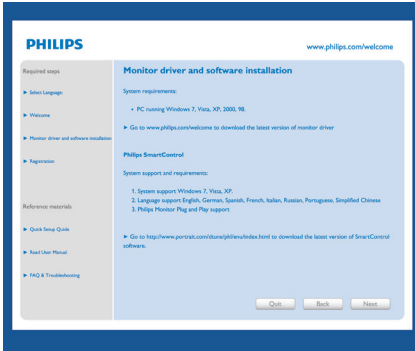 PHILIPS
www.philips.com/welcome
Required steps
► Select Language:
► Welcome
► Monitor driver and software installation
► Registration
Reference materials
► Quick Setup Quide
► Read User Manual
► FAQ & Troubleshooting
Monitor driver and software installation
System requirements:
• PC running Windows 7, Vista, XP, 2000, 98.
► Go to www.philips.com/welcome to download the latest version of monitor driver
Philips SmartControl
System support and requirements:
1. System support Windows 7, Vista, XP.
2. Language support English, German, Spanish, French, Italian, Russian, Portuguese, Simplified Chinese
3. Philips Monitor Plug and Play support
► Go to http://www.portrait.com/dtune/phl/enu/index.html to download the latest version of SmartControl
software.
Quit
Back
Next